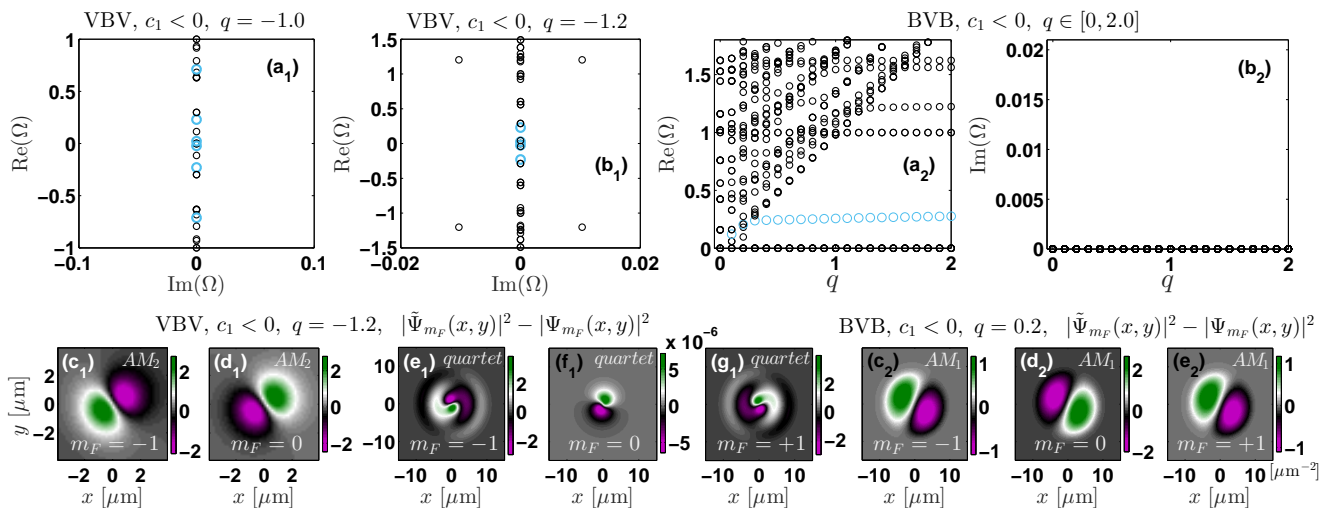 VBV, c₁ < 0, q = −1.0
VBV, c₁ < 0, q = −1.2
BVB, c₁ < 0, q ∈ [0, 2.0]
(a₁)
Re(Ω)
1
0.5
0
−0.5
−1
−0.1
0
0.1
Im(Ω)
(b₁)
Re(Ω)
1.5
1
0.5
0
−0.5
−1
−1.5
−0.02
0
0.02
Im(Ω)
(a₂)
Re(Ω)
1.5
1
0.5
0
0
1
2
q
(b₂)
Im(Ω)
0.02
0.015
0.01
0.005
0
0
1
2
q
VBV, c₁ < 0, q = −1.2, |Ψ̃_{m_F}(x, y)|² − |Ψ_{m_F}(x, y)|²
BVB, c₁ < 0, q = 0.2, |Ψ̃_{m_F}(x, y)|² − |Ψ_{m_F}(x, y)|²
(c₁) AM₂
m_F = −1
y [μm]
2
0
−2
−2 0 2
x [μm]
2
0
−2
(d₁) AM₂
m_F = 0
−2 0 2
x [μm]
2
0
−2
(e₁) quartet
m_F = −1
10
0
−10
−10 0 10
x [μm]
2
0
−2
(f₁) quartet
m_F = 0
−10 0 10
x [μm]
x 10⁻⁶
5
0
−5
(g₁) quartet
m_F = +1
−10 0 10
x [μm]
2
0
−2
(c₂) AM₁
m_F = −1
−10 0 10
x [μm]
1
0
−1
(d₂) AM₁
m_F = 0
−10 0 10
x [μm]
2
0
−2
(e₂) AM₁
m_F = +1
−10 0 10
x [μm]
1
0
−1
[μm⁻²]